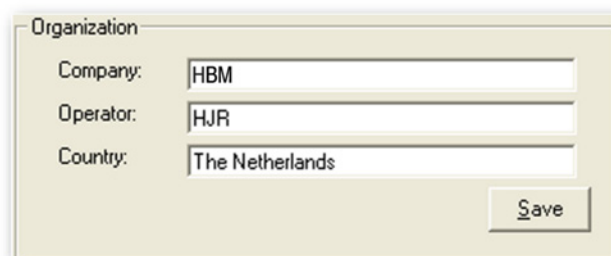 Organization
Company: HBM
Operator: HJR
Country: The Netherlands
Save